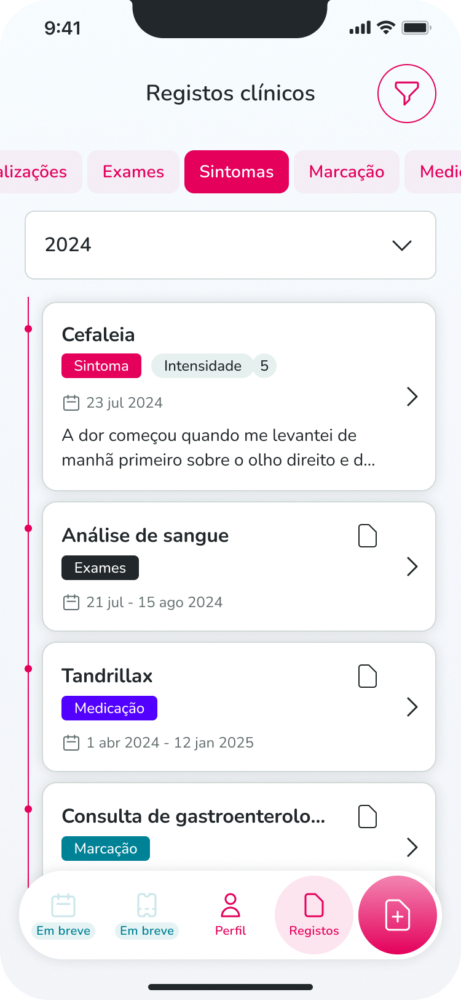 9:41
Registos clínicos
alizações Exames Sintomas Marcação Medic
2024
Cefaleia
Sintoma Intensidade 5
23 jul 2024
A dor começou quando me levantei de
manhã primeiro sobre o olho direito e d...
Análise de sangue
Exames
21 jul - 15 ago 2024
Tandrillax
Medicação
1 abr 2024 - 12 jan 2025
Consulta de gastroenterolo...
Marcação
Em breve Em breve Perfil Registos